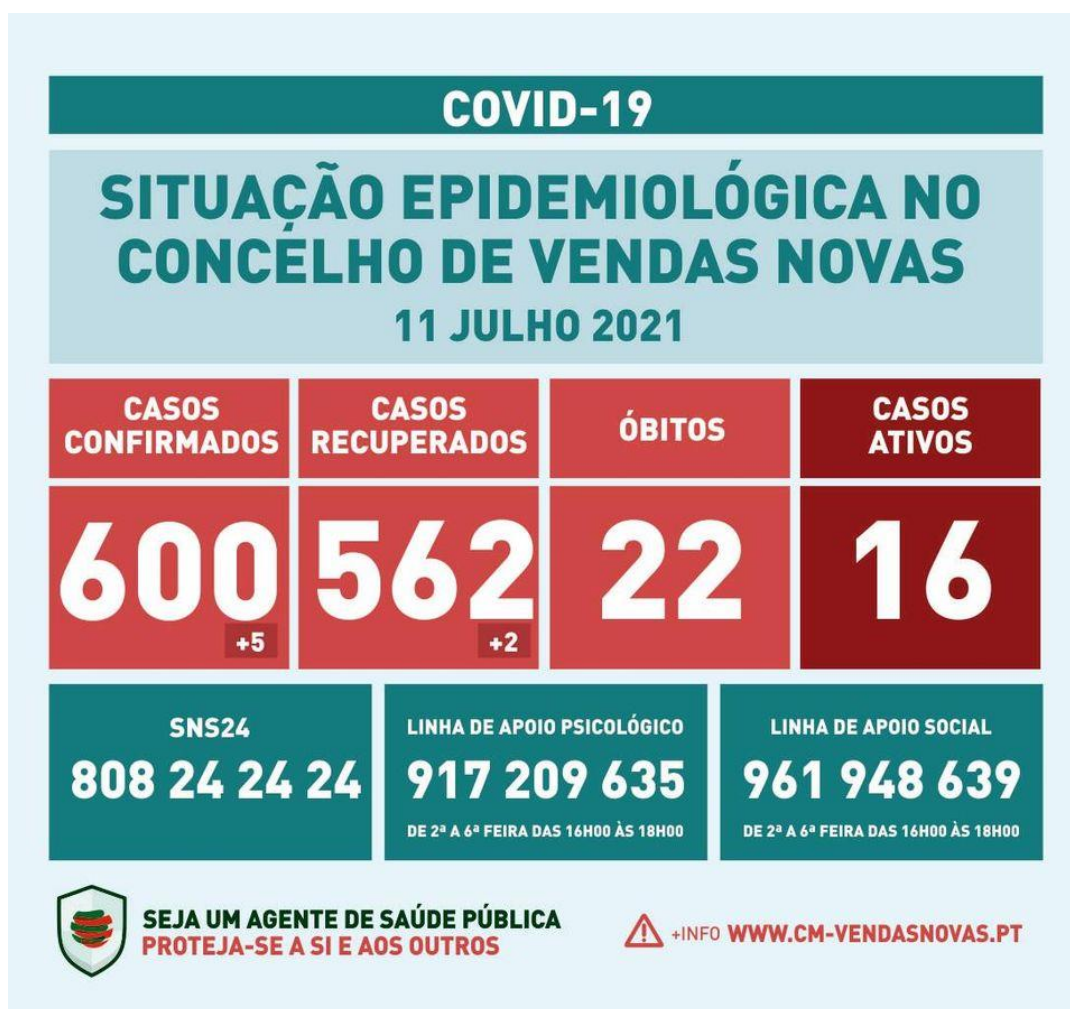 COVID-19
SITUAÇÃO EPIDEMIOLÓGICA NO
CONCELHO DE VENDAS NOVAS
11 JULHO 2021
CASOS
CONFIRMADOS
600
+5
CASOS
RECUPERADOS
562
+2
ÓBITOS
22
CASOS
ATIVOS
16
SNS24
808 24 24 24
LINHA DE APOIO PSICOLÓGICO
917 209 635
DE 2ª A 6ª FEIRA DAS 16H00 ÀS 18H00
LINHA DE APOIO SOCIAL
961 948 639
DE 2ª A 6ª FEIRA DAS 16H00 ÀS 18H00
SEJA UM AGENTE DE SAÚDE PÚBLICA
PROTEJA-SE A SI E AOS OUTROS
+INFO WWW.CM-VENDASNOVAS.PT